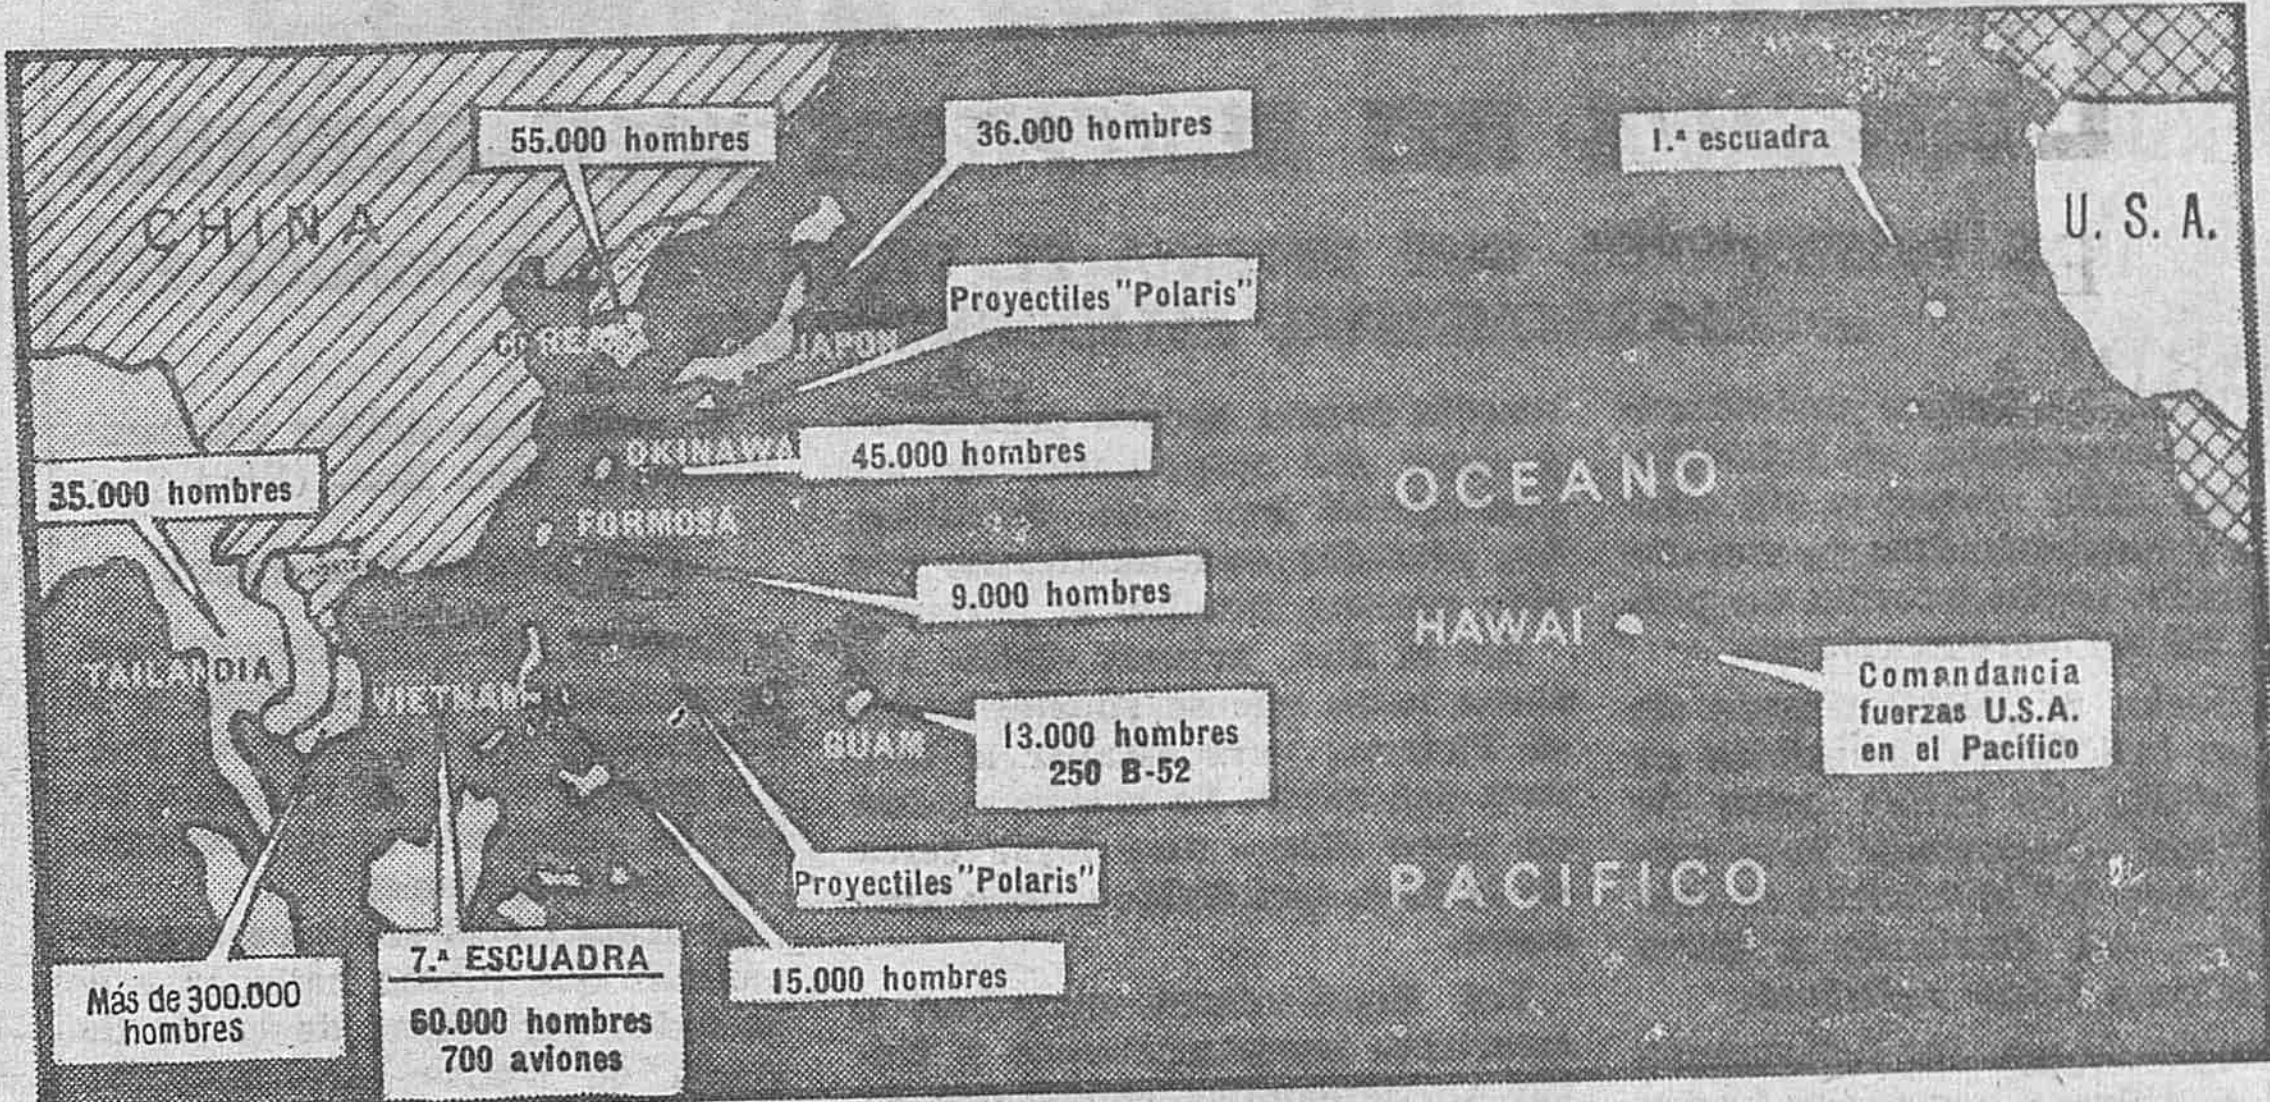 55.000 hombres
36.000 hombres
1.ª escuadra
CHINA
U. S. A.
Proyectiles "Polaris"
COREA
JAPON
OKINAWA
45.000 hombres
35.000 hombres
OCEANO
FORMOSA
9.000 hombres
HAWAI
TAILANDIA
VIETNAM
Comandancia
fuerzas U.S.A.
en el Pacífico
GUAM
13.000 hombres
250 B-52
Proyectiles "Polaris"
PACIFICO
7.ª ESCUADRA
60.000 hombres
700 aviones
15.000 hombres
Más de 300.000
hombres